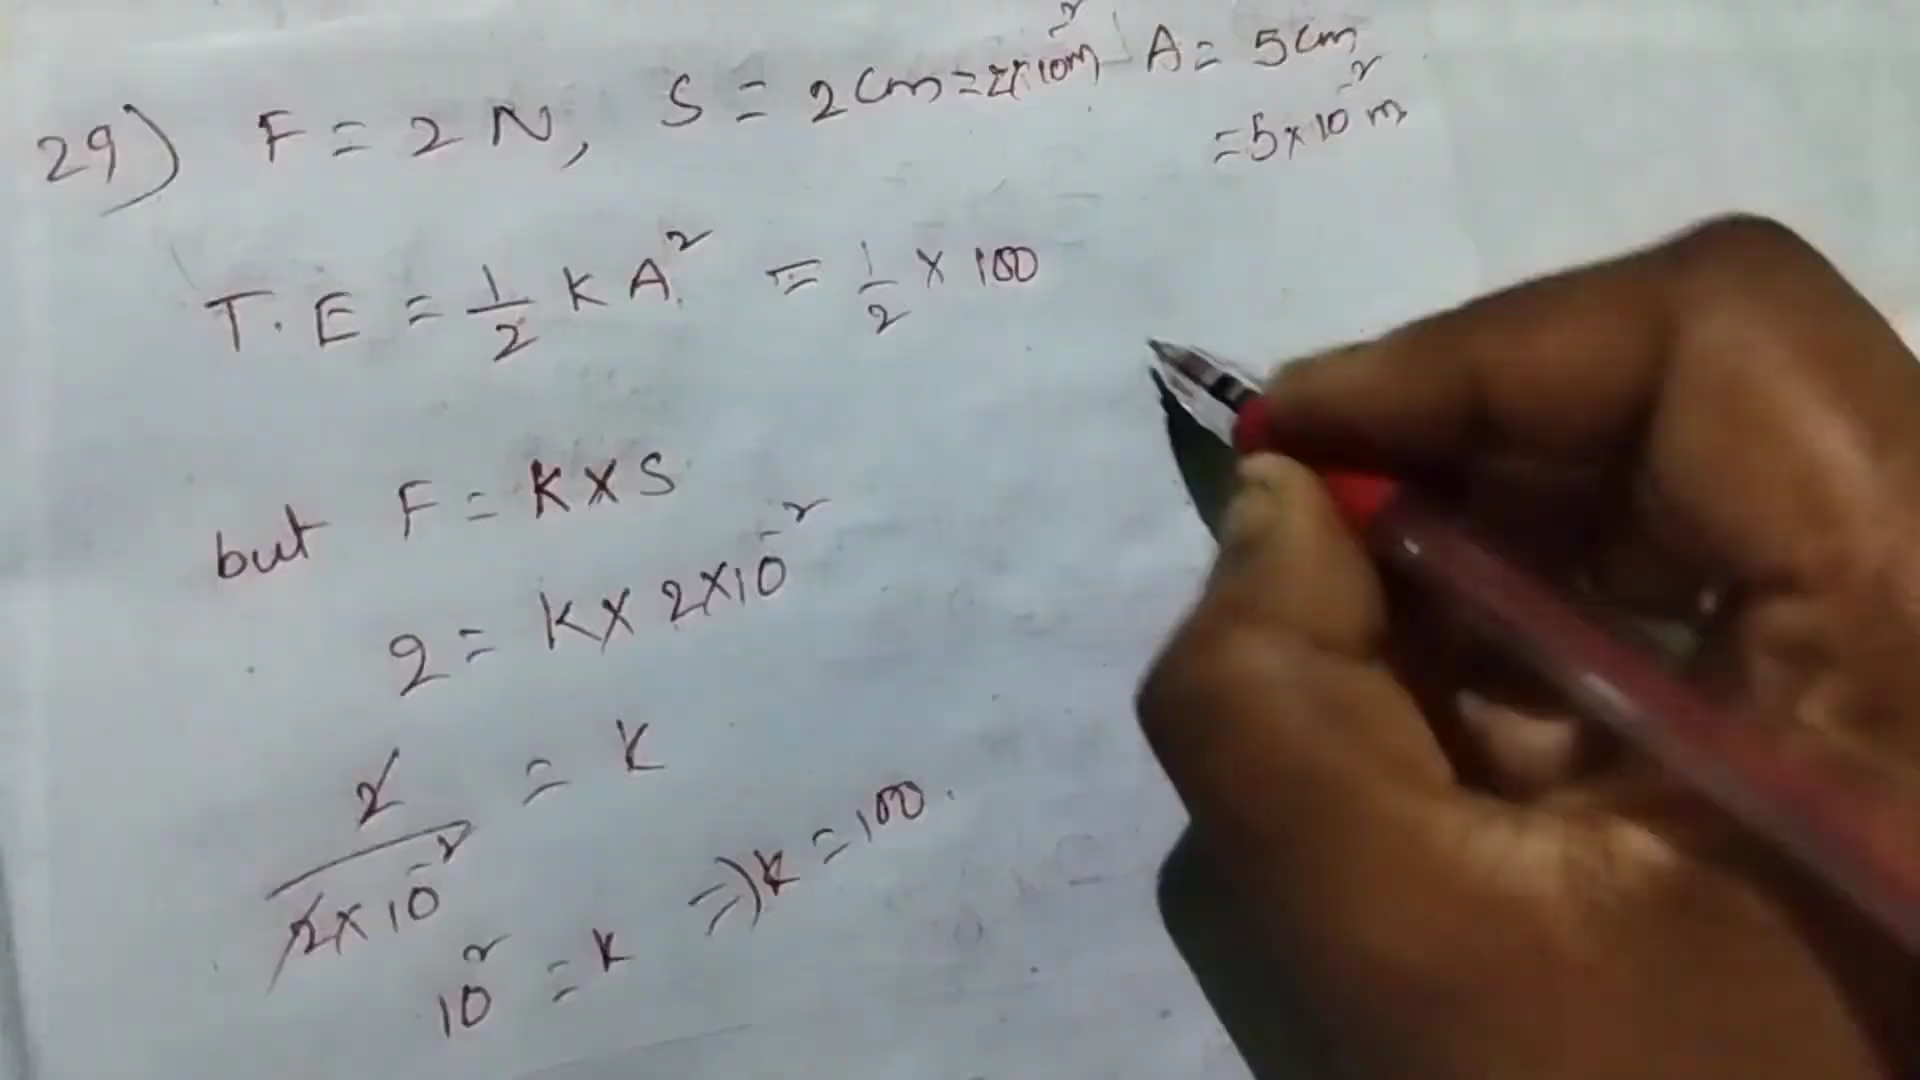 29) F = 2 N, S = 2 Cm = 2×10⁻²m A = 5 cm
= 5 × 10⁻² m
T.E = 1/2 K A² = 1/2 × 100
but F = K × S
2 = K × 2 × 10⁻²
2/(2 × 10⁻²) = K
10² = K ⇒ K = 100.